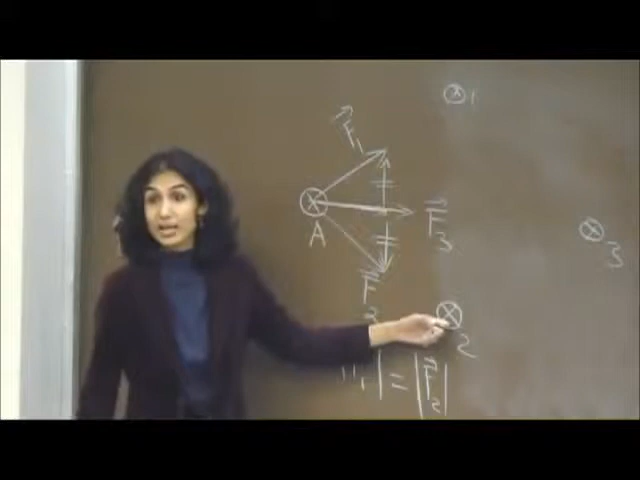 F⃗₁
⊗ 1
⊗
A
F⃗₃
⊗
3
F⃗
2
⊗
2
₁| = |F⃗₂|